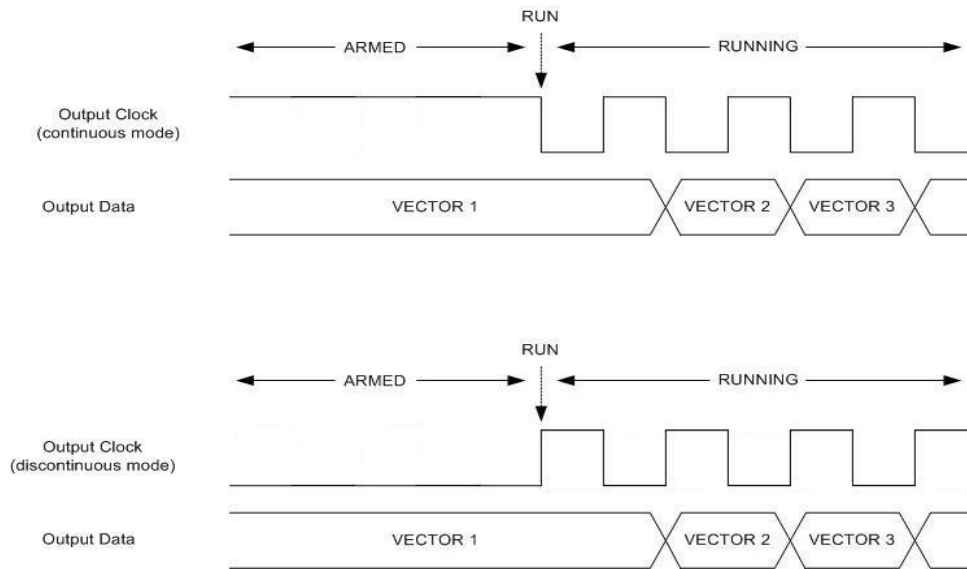 RUN
ARMED
RUNNING
Output Clock
(continuous mode)
Output Data
VECTOR 1
VECTOR 2
VECTOR 3
RUN
ARMED
RUNNING
Output Clock
(discontinuous mode)
Output Data
VECTOR 1
VECTOR 2
VECTOR 3